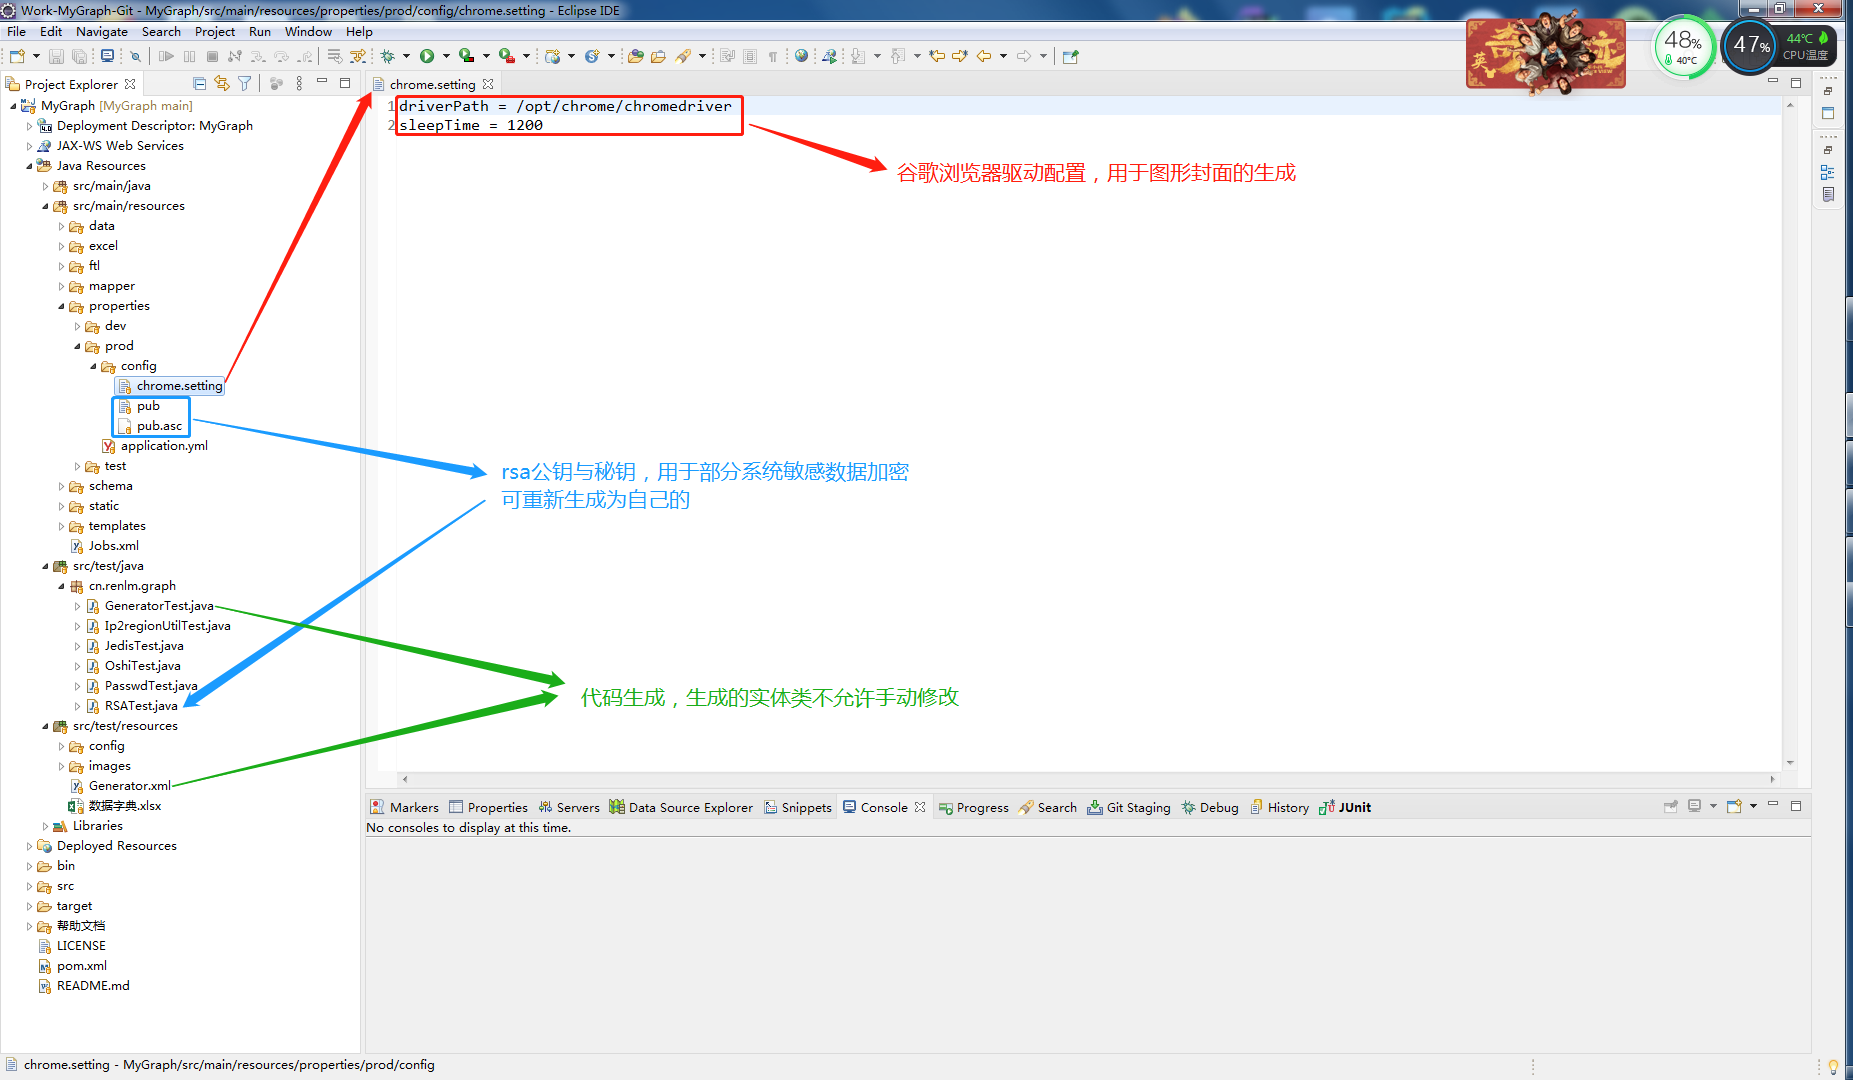 Work-MyGraph-Git - MyGraph/src/main/resources/properties/prod/config/chrome.setting - Eclipse IDE
File Edit Navigate Search Project Run Window Help
48%
40°C
47%
44℃
CPU温度
Project Explorer
chrome.setting
MyGraph [MyGraph main]
Deployment Descriptor: MyGraph
JAX-WS Web Services
Java Resources
src/main/java
src/main/resources
data
excel
ftl
mapper
properties
dev
prod
config
chrome.setting
pub
pub.asc
application.yml
test
schema
static
templates
Jobs.xml
src/test/java
cn.renlm.graph
GeneratorTest.java
Ip2regionUtilTest.java
JedisTest.java
OshiTest.java
PasswdTest.java
RSATest.java
src/test/resources
config
images
Generator.xml
数据字典.xlsx
Libraries
Deployed Resources
bin
src
target
帮助文档
LICENSE
pom.xml
README.md
1 driverPath = /opt/chrome/chromedriver
2 sleepTime = 1200
谷歌浏览器驱动配置，用于图形封面的生成
rsa公钥与秘钥，用于部分系统敏感数据加密
可重新生成为自己的
代码生成，生成的实体类不允许手动修改
Markers Properties Servers Data Source Explorer Snippets Console Progress Search Git Staging Debug History JUnit
No consoles to display at this time.
chrome.setting - MyGraph/src/main/resources/properties/prod/config